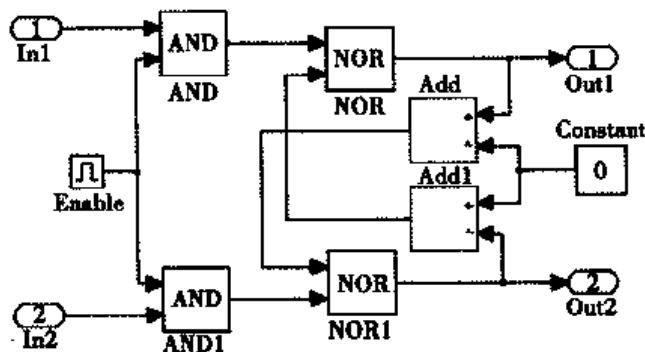 1
In1
AND
AND
NOR
NOR
1
Out1
Add
+
Constant
0
Enable
Add1
+
2
In2
AND
AND1
NOR
NOR1
2
Out2